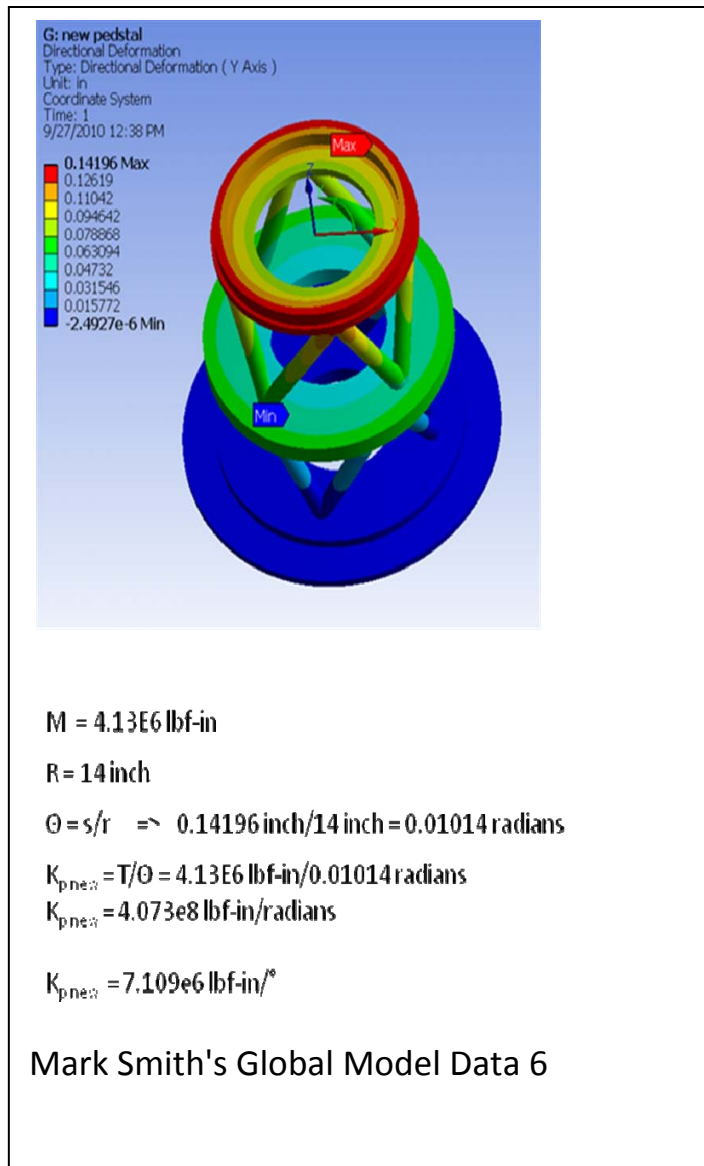 G: new pedstal
Directional Deformation
Type: Directional Deformation ( Y Axis )
Unit: in
Coordinate System
Time: 1
9/27/2010 12:38 PM
0.14196 Max
0.12619
0.11042
0.094642
0.078868
0.063094
0.04732
0.031546
0.015772
-2.4927e-6 Min
Max
Z
X
Min
M = 4.13E6 lbf-in
R = 14 inch
Θ = s/r => 0.14196 inch/14 inch = 0.01014 radians
Kpnew = T/Θ = 4.13E6 lbf-in/0.01014 radians
Kpnew = 4.073e8 lbf-in/radians
Kpnew = 7.109e6 lbf-in/°
Mark Smith's Global Model Data 6